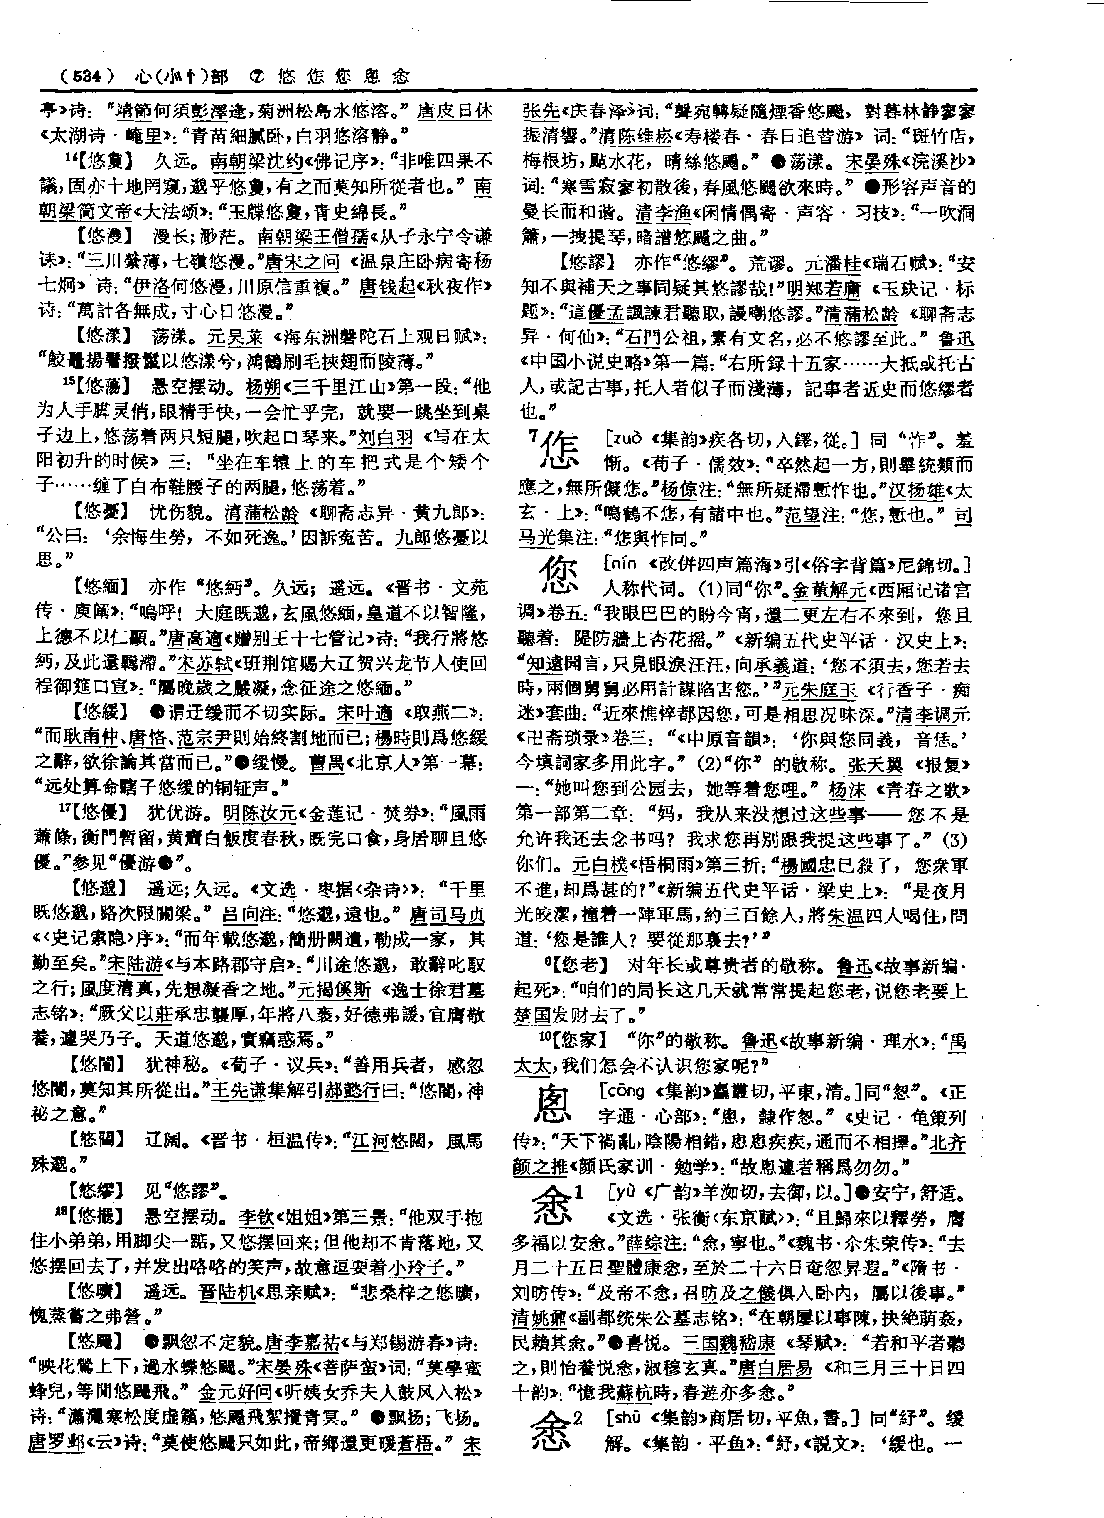 (534) 心(㣺忄)部 ⑦ 悠 怎 您 悤 悆
亭》诗：“靖節何須彭澤逢，菊洲松島水悠溶。”唐皮日休
《太湖诗·崦里》：“青苗細膩卧，白羽悠溶静。”
14【悠敻】 久远。南朝梁沈约《佛记序》：“非唯四果不
議，固亦十地罔窺，邈乎悠敻，有之而莫知所從者也。”南
朝梁简文帝《大法颂》：“玉牒悠敻，青史綿長。”
【悠漫】 漫长；渺茫。南朝梁王僧孺《从子永宁令谦
诔》：“三川縈薄，七嶺悠漫。”唐宋之问《温泉庄卧病寄杨
七炯》诗：“伊洛何悠漫，川原信重複。”唐钱起《秋夜作》
诗：“萬計各無成，寸心日悠漫。”
【悠漾】 荡漾。元吴莱《海东洲磐陀石上观日赋》：
以悠漾兮，鴻鶴刷毛挾翅而陵薄。”
15【悠蕩】 悬空摆动。杨朔《三千里江山》第一段：“他
为人手脚灵俏，眼精手快，一会忙乎完，就要一跳坐到桌
子边上，悠荡着两只短腿，吹起口琴来。”刘白羽《写在太
阳初升的时候》三：“坐在车辕上的车把式是个矮个
子……缠了白布鞋腰子的两腿，悠荡着。”
【悠憂】 忧伤貌。清蒲松龄《聊斋志异·黄九郎》：
“公曰：‘余悔生勞，不如死逸。’因訴冤苦。九郎悠憂以
思。”
【悠緬】 亦作“悠緲”。久远；遥远。《晋书·文苑
传·庾阐》：“嗚呼！大庭既邈，玄風悠緬，皇道不以智隆，
上德不以仁顯。”唐高適《赠别王十七管记》诗：“我行將悠
緬，及此還羈滯。”宋苏轼《班荆馆赐大辽贺兴龙节人使回
程御筵口宣》：“屬晚歲之嚴凝，念征途之悠緬。”
【悠緩】 ❶谓迂缓而不切实际。宋叶適《取燕二》：
“而耿南仲、唐恪、范宗尹則始終割地而已；楊時則爲悠緩
之辭，欲徐論其當而已。”❷缓慢。曹禺《北京人》第一幕：
“远处算命瞎子悠缓的铜钲声。”
17【悠優】 犹优游。明陈汝元《金莲记·焚券》：“風雨
蕭條，衡門暫留，黄齏白飯度春秋，既完口食，身居聊且悠
優。”参见“優游❶”。
【悠邈】 遥远；久远。《文选·枣据〈杂诗〉》：“千里
既悠邈，路次限關梁。”吕向注：“悠邈，遠也。”唐司马贞
《〈史记索隐〉序》：“而年載悠邈，簡册闕遺，勒成一家，其
勤至矣。”宋陆游《与本路郡守启》：“川途悠邈，敢辭叱馭
之行；風度清真，先想凝香之地。”元揭傒斯《逸士徐君墓
志铭》：“厥父以莊承忠襲厚，年將八袠，好德弗諼，宜膺敬
養，遽哭乃子。天道悠邈，實竊惑焉。”
【悠闇】 犹神秘。《荀子·议兵》：“善用兵者，感忽
悠闇，莫知其所從出。”王先谦集解引郝懿行曰：“悠闇，神
秘之意。”
【悠闊】 辽阔。《晋书·桓温传》：“江河悠闊，風馬
殊邈。”
【悠繆】 见“悠謬”。
18【悠擺】 悬空摆动。李钦《姐姐》第三景：“他双手抱
住小弟弟，用脚尖一踮，又悠摆回来；但他却不肯落地，又
悠摆回去了，并发出咯咯的笑声，故意逗耍着小玲子。”
【悠曠】 遥远。晋陆机《思亲赋》：“悲桑梓之悠曠，
愧蒸嘗之弗營。”
【悠颺】 ❶飘忽不定貌。唐李嘉祐《与郑锡游春》诗：
“映花鶯上下，過水蝶悠颺。”宋晏殊《菩萨蛮》词：“莫學蜜
蜂兒，等閒悠颺飛。”金元好问《听姨女乔夫人鼓风入松》
诗：“瀟灑寒松度虚籟，悠颺飛絮攪青冥。”❷飘扬；飞扬。
唐罗邺《云》诗：“莫使悠颺只如此，帝鄉還更暖蒼梧。”宋
张先《庆春泽》词：“聲宛轉疑隨煙香悠颺，對暮林静寥寥
振清響。”清陈维崧《寿楼春·春日追昔游》词：“斑竹店，
梅根坊，點水花，晴絲悠颺。”❸荡漾。宋晏殊《浣溪沙》
词：“寒雪寂寥初散後，春風悠颺欲來時。”❹形容声音的
曼长而和谐。清李渔《闲情偶寄·声容·习技》：“一吹洞
簫，一拽提琴，暗譜悠颺之曲。”
【悠謬】 亦作“悠繆”。荒谬。元潘桂《瑞石赋》：“安
知不與補天之事同疑其悠謬哉！”明郑若庸《玉玦记·标
题》：“這優孟諷諫君聽取，謾嘲悠謬。”清蒲松龄《聊斋志
异·何仙》：“石門公祖，素有文名，必不悠謬至此。”鲁迅
《中国小说史略》第一篇：“右所録十五家……大抵或托古
人，或記古事，托人者似子而淺薄，記事者近史而悠繆者
也。”
7怎 [zuò 《集韵》疾各切，入鐸，從。]同“怍”。羞
惭。《荀子·儒效》：“卒然起一方，則舉統類而
應之，無所儗怎。”杨倞注：“無所疑滯慙怍也。”汉扬雄《太
玄·上》：“鳴鶴不怎，有諸中也。”范望注：“怎，慙也。”司
马光集注：“怎與怍同。”
您 [nín 《改併四声篇海》引《俗字背篇》尼錦切。]
人称代词。(1)同“你”。金董解元《西厢记诸宫
调》卷五：“我眼巴巴的盼今宵，還二更左右不來到，您且
聽着：隄防牆上杏花摇。”《新编五代史平话·汉史上》：
“知遠聞言，只見眼淚汪汪，向承義道：‘您不須去，您若去
時，兩個舅舅必用計謀陷害您。’”元朱庭玉《行香子·痴
迷》套曲：“近來憔悴都因您，可是相思况味深。”清李调元
《卍斋琐录》卷三：“《中原音韻》：‘你與您同義，音恁。’
今填詞家多用此字。”(2)“你”的敬称。张天翼《报复》
一：“她叫您到公园去，她等着您哩。”杨沫《青春之歌》
第一部第二章：“妈，我从来没想过这些事——您不是
允许我还去念书吗？我求您再别跟我提这些事了。”(3)
你们。元白樸《梧桐雨》第三折：“楊國忠已殺了，您衆軍
不進，却爲甚的？”《新编五代史平话·梁史上》：“是夜月
光皎潔，撞着一陣軍馬，約三百餘人，將朱温四人喝住，問
道：‘您是誰人？要從那裏去？’”
6【您老】 对年长或尊贵者的敬称。鲁迅《故事新编·
起死》：“咱们的局长这几天就常常提起您老，说您老要上
楚国发财去了。”
10【您家】 “你”的敬称。鲁迅《故事新编·理水》：“禹
太太，我们怎会不认识您家呢？”
悤 [cōng 《集韵》麤叢切，平東，清。]同“怱”。《正
字通·心部》：“悤，隸作怱。”《史记·龟策列
传》：“天下禍亂，陰陽相錯，悤悤疾疾，通而不相擇。”北齐
颜之推《颜氏家训·勉学》：“故悤遽者稱爲勿勿。”
悆1 [yù 《广韵》羊洳切，去御，以。]❶安宁，舒适。
《文选·张衡〈东京赋〉》：“且歸來以釋勞，膺
多福以安悆。”薛综注：“悆，寧也。”《魏书·尒朱荣传》：“去
月二十五日聖體康悆，至於二十六日奄忽昇遐。”《隋书·
刘昉传》：“及帝不悆，召昉及之儀俱入卧内，屬以後事。”
清姚鼐《副都统朱公墓志铭》：“在朝屢以事陳，抉絶萌姦，
民賴其悆。”❷喜悦。三国魏嵇康《琴赋》：“若和平者聽
之，則怡養悦悆，淑穆玄真。”唐白居易《和三月三十日四
十韵》：“憶我蘇杭時，春遊亦多悆。”
悆2 [shū 《集韵》商居切，平魚，書。]同“紓”。缓
解。《集韵·平鱼》：“紓，《説文》：‘緩也。一